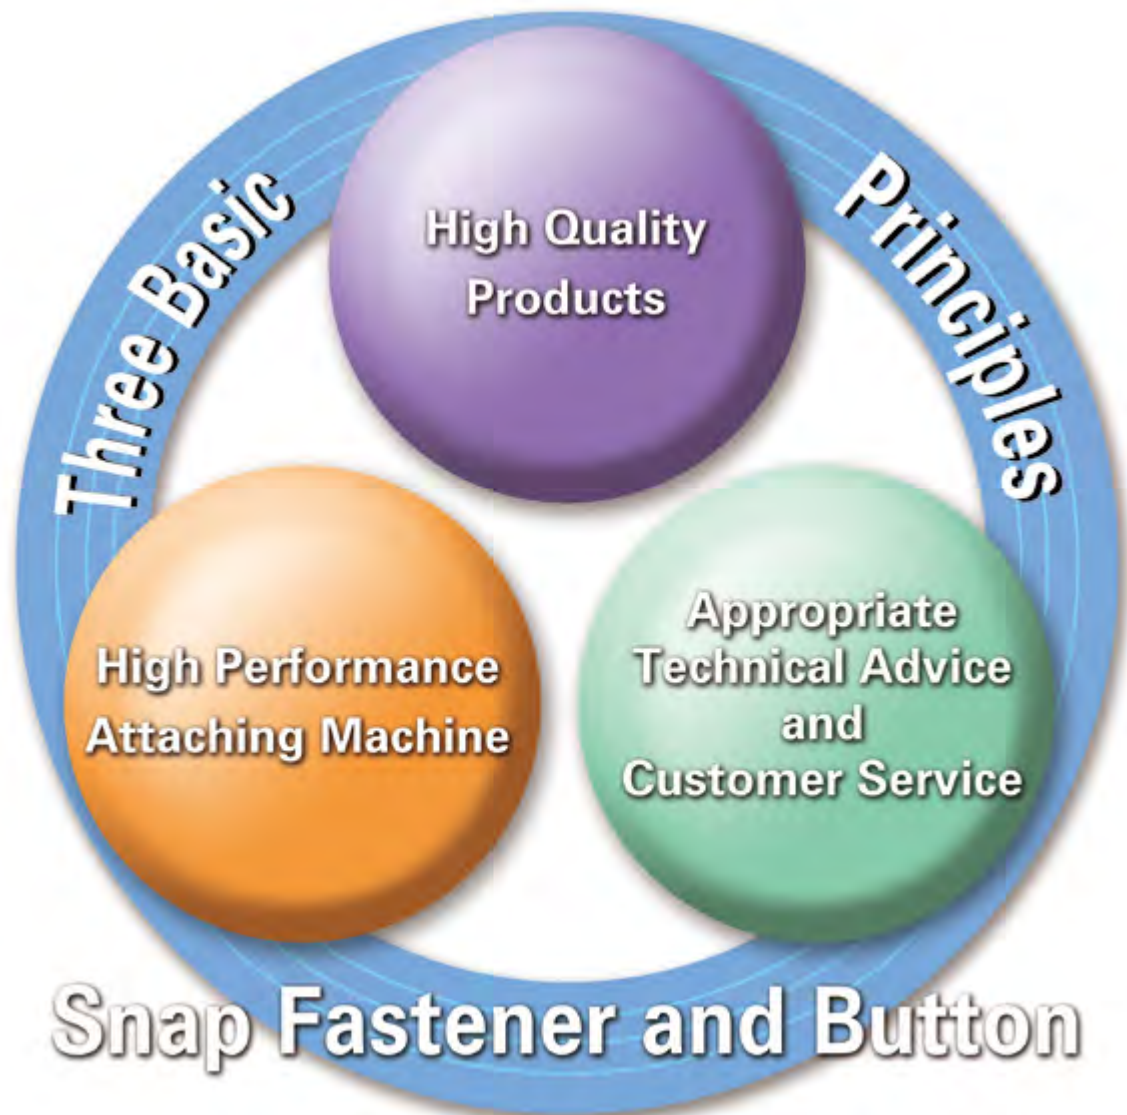 Three Basic
Principles
High Quality
Products
High Performance
Attaching Machine
Appropriate
Technical Advice
and
Customer Service
Snap Fastener and Button